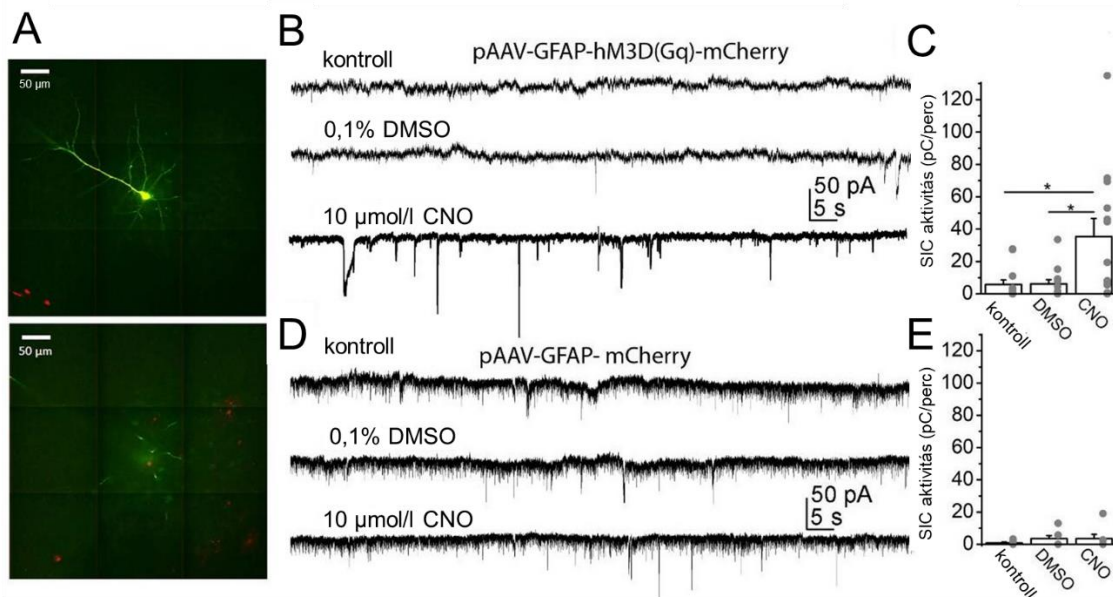 A
50 µm
50 µm
B
pAAV-GFAP-hM3D(Gq)-mCherry
kontroll
0,1% DMSO
50 pA
5 s
10 µmol/l CNO
C
SIC aktivitás (pC/perc)
120
100
80
60
40
20
0
*
*
kontroll
DMSO
CNO
D
kontroll
pAAV-GFAP- mCherry
0,1% DMSO
50 pA
5 s
10 µmol/l CNO
E
SIC aktivitás (pC/perc)
120
100
80
60
40
20
0
kontroll
DMSO
CNO